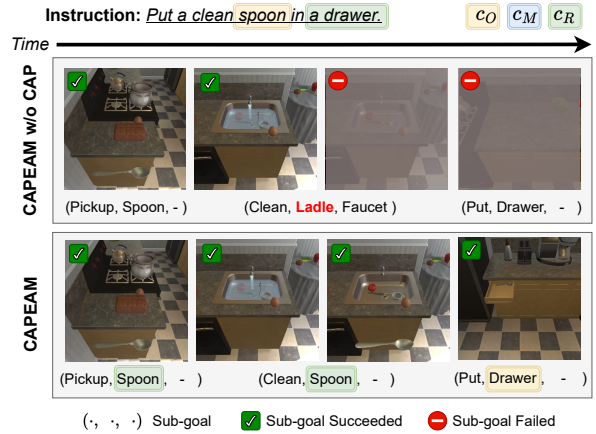 Instruction: Put a clean spoon in a drawer. c_O c_M c_R
Time
CAPEAM w/o CAP
(Pickup, Spoon, - ) (Clean, Ladle, Faucet ) (Put, Drawer, - )
CAPEAM
(Pickup, Spoon, - ) (Clean, Spoon, - ) (Put, Drawer, - )
(·, ·, ·) Sub-goal Sub-goal Succeeded Sub-goal Failed